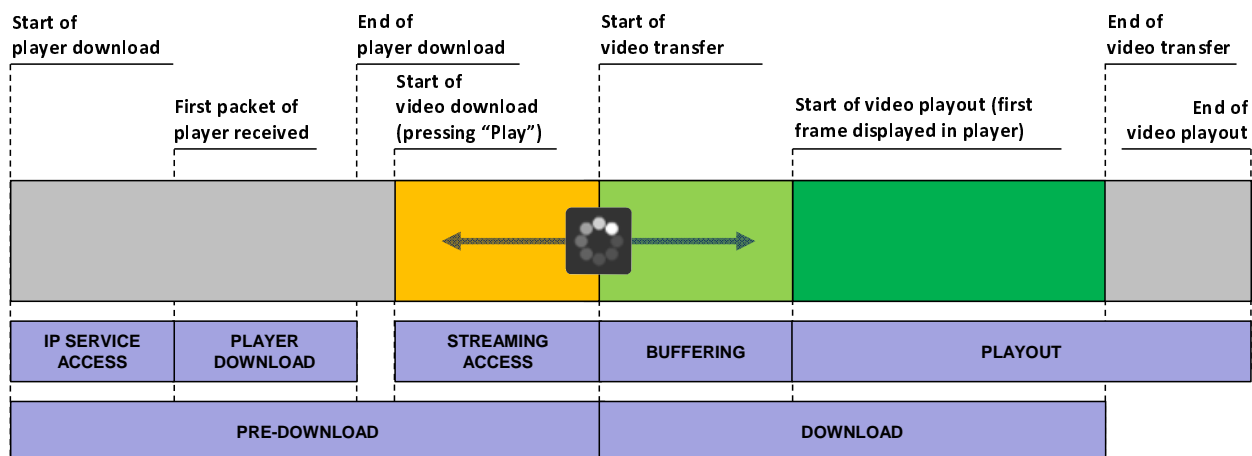 Start of
player download
End of
player download
Start of
video transfer
End of
video transfer
First packet of
player received
Start of
video download
(pressing “Play”)
Start of video playout (first
frame displayed in player)
End of
video playout
IP SERVICE
ACCESS
PLAYER
DOWNLOAD
STREAMING
ACCESS
BUFFERING
PLAYOUT
PRE-DOWNLOAD
DOWNLOAD